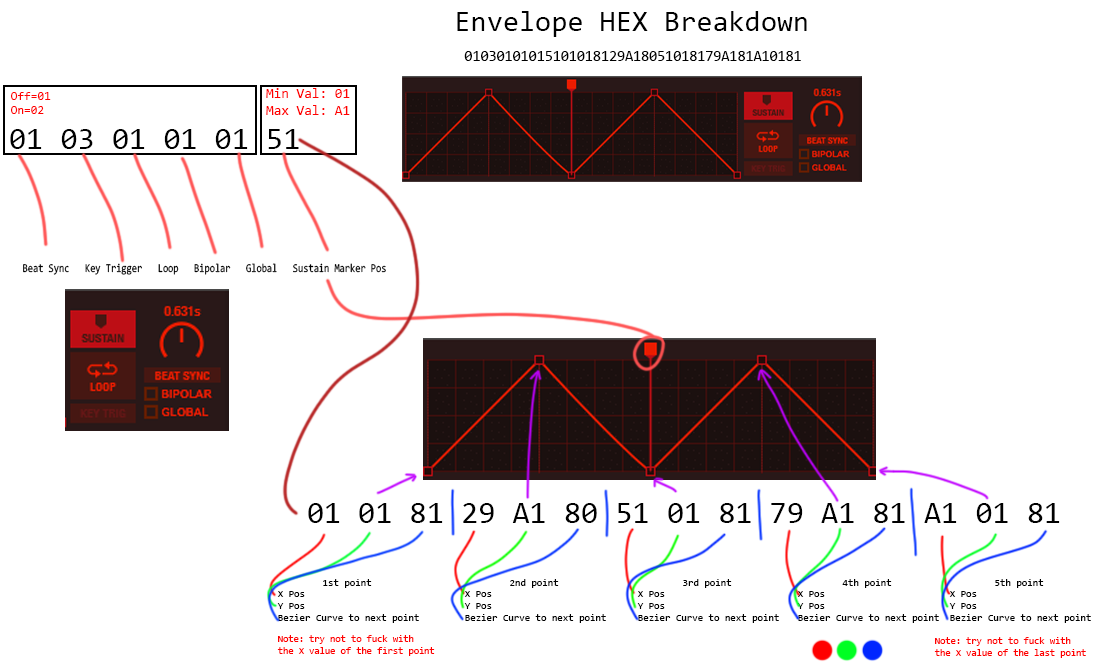 Envelope HEX Breakdown
01030101015101018129A18051018179A181A10181
Off=01
On=02
01 03 01 01 01
Min Val: 01
Max Val: A1
51
0.631s
SUSTAIN
LOOP
BEAT SYNC
BIPOLAR
GLOBAL
KEY TRIG
Beat Sync Key Trigger Loop Bipolar Global Sustain Marker Pos
0.631s
SUSTAIN
LOOP
BEAT SYNC
BIPOLAR
GLOBAL
KEY TRIG
01 01 81 29 A1 80 51 01 81 79 A1 81 A1 01 81
1st point
X Pos
Y Pos
Bezier Curve to next point
2nd point
X Pos
Y Pos
Bezier Curve to next point
3rd point
X Pos
Y Pos
Bezier Curve to next point
4th point
X Pos
Y Pos
Bezier Curve to next point
5th point
X Pos
Y Pos
Bezier Curve to next point
Note: try not to fuck with
the X value of the first point
Note: try not to fuck with
the X value of the last point